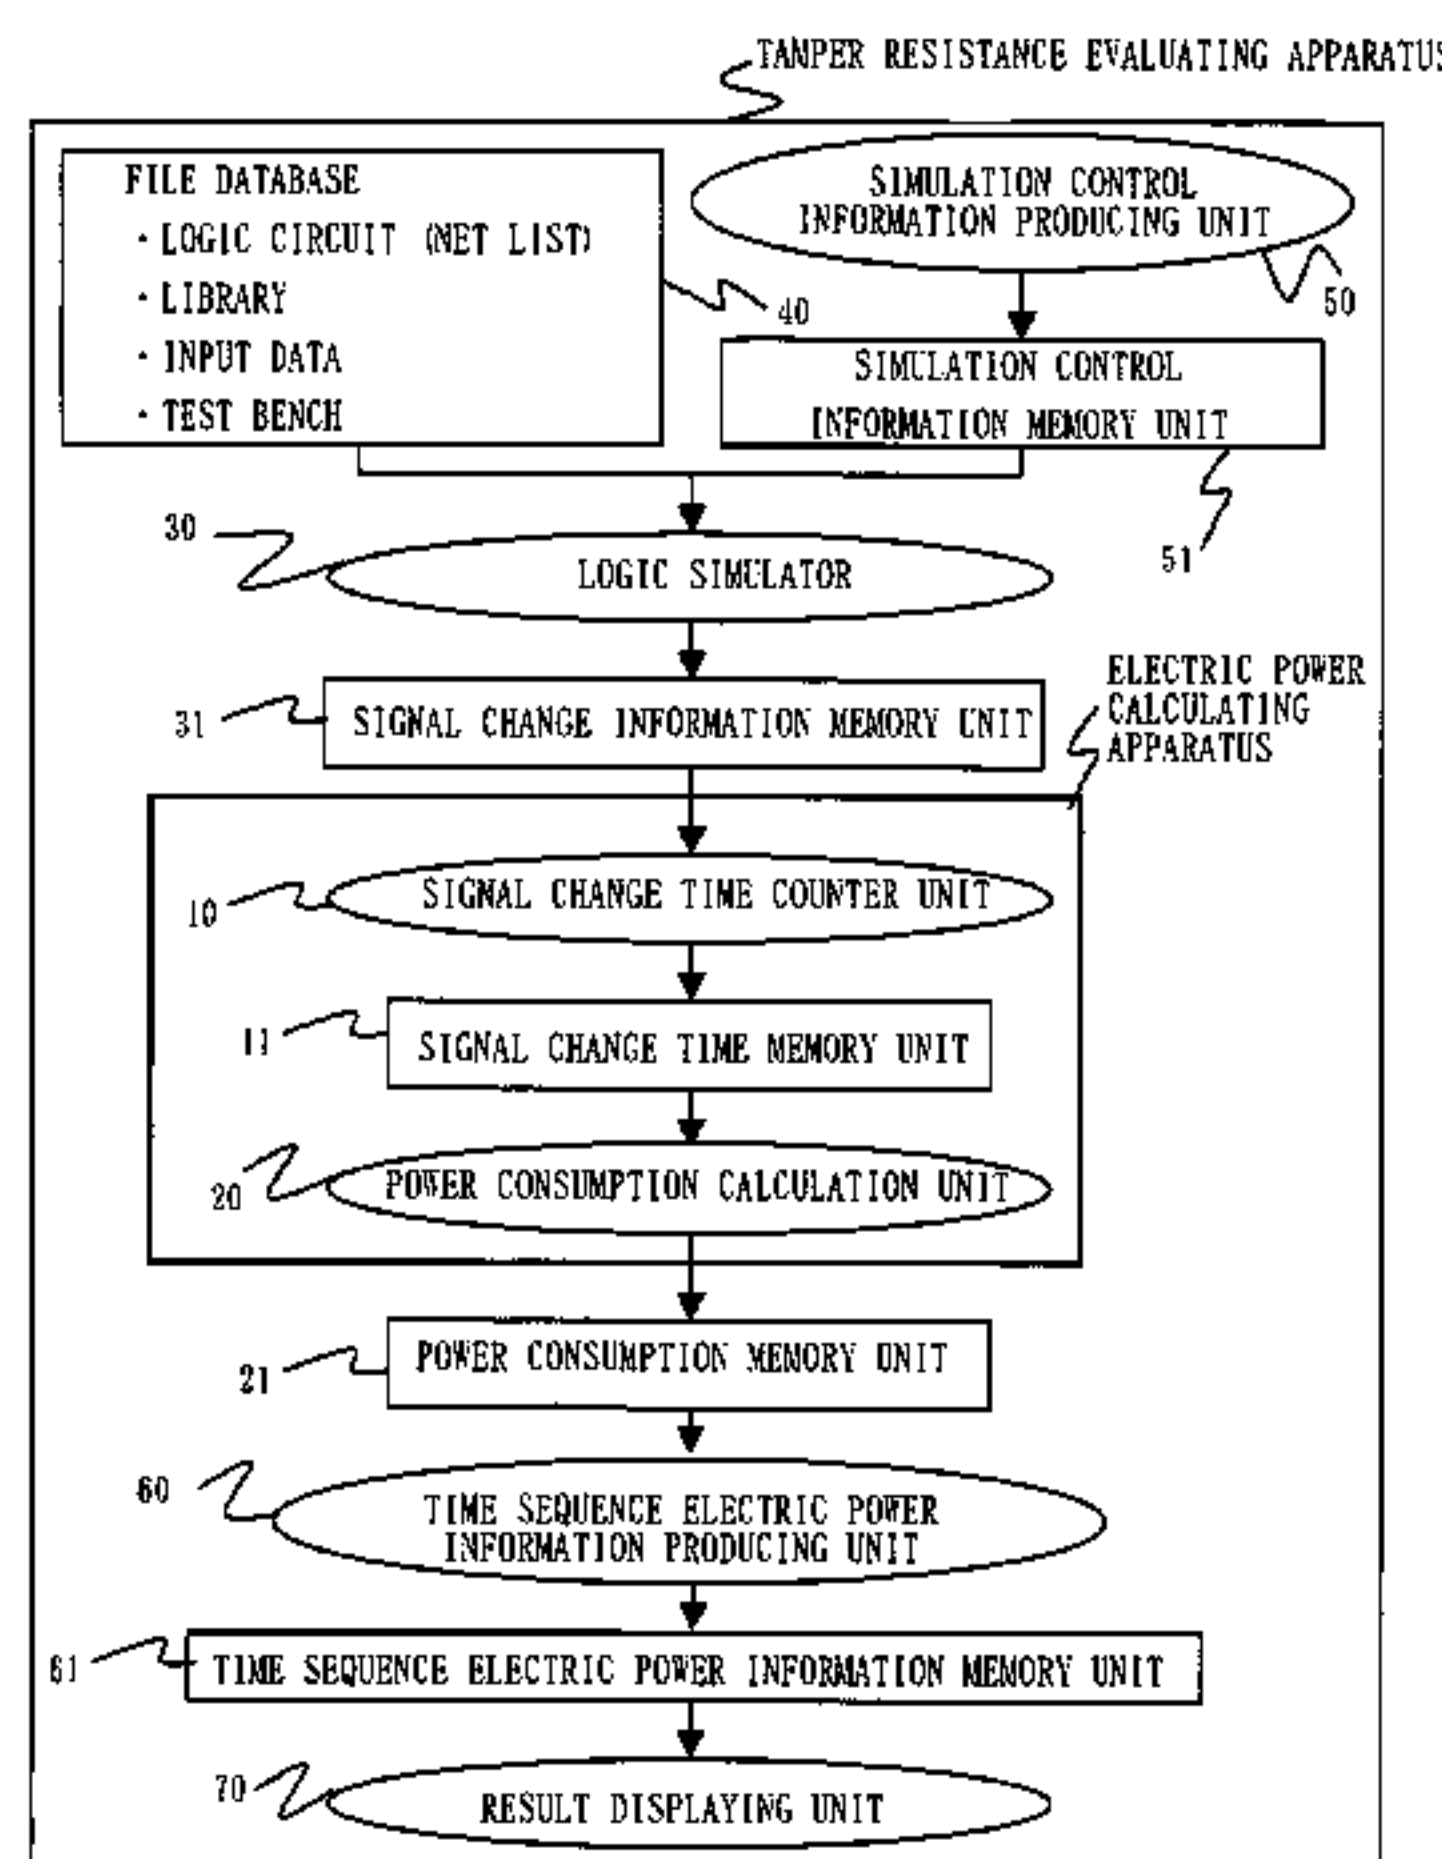 TAMPER RESISTANCE EVALUATING APPARATUS
FILE DATABASE
· LOGIC CIRCUIT (NET LIST)
· LIBRARY
· INPUT DATA
· TEST BENCH
40
SIMULATION CONTROL
INFORMATION PRODUCING UNIT
50
SIMULATION CONTROL
INFORMATION MEMORY UNIT
51
30
LOGIC SIMULATOR
31
SIGNAL CHANGE INFORMATION MEMORY UNIT
ELECTRIC POWER
CALCULATING
APPARATUS
10
SIGNAL CHANGE TIME COUNTER UNIT
11
SIGNAL CHANGE TIME MEMORY UNIT
20
POWER CONSUMPTION CALCULATION UNIT
21
POWER CONSUMPTION MEMORY UNIT
60
TIME SEQUENCE ELECTRIC POWER
INFORMATION PRODUCING UNIT
61
TIME SEQUENCE ELECTRIC POWER INFORMATION MEMORY UNIT
70
RESULT DISPLAYING UNIT